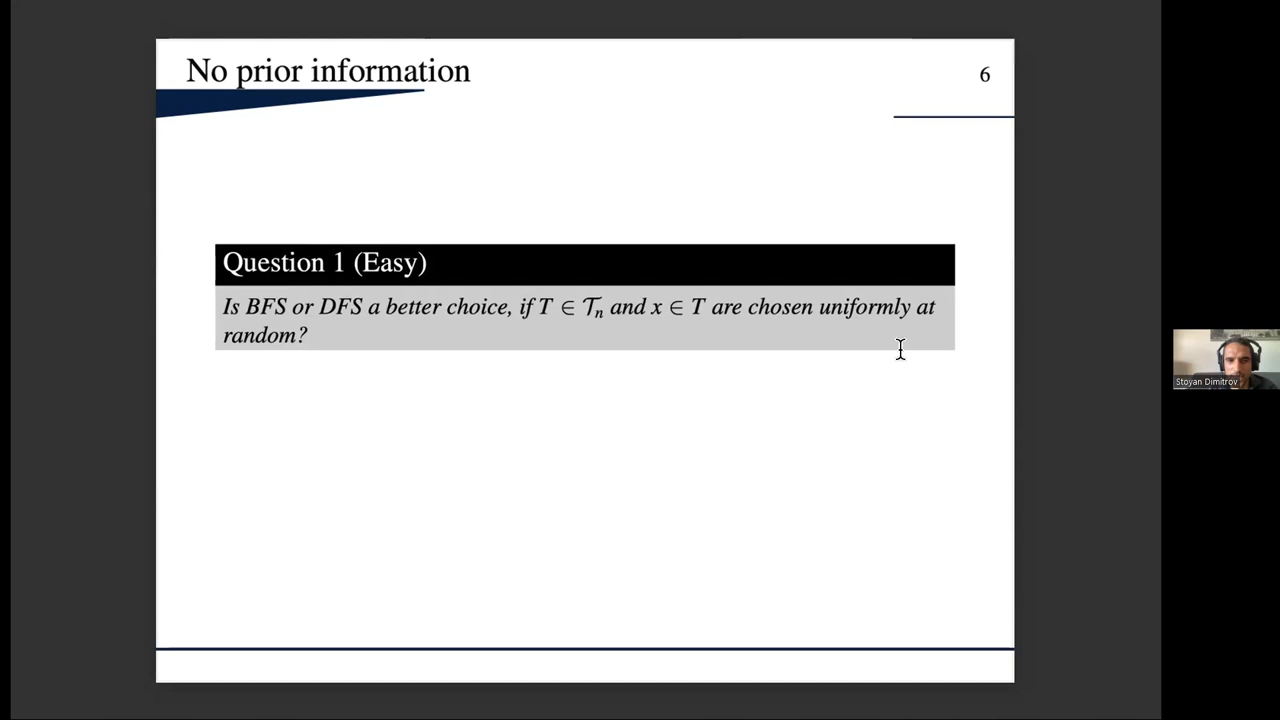 No prior information
6
Question 1 (Easy)
Is BFS or DFS a better choice, if T ∈ 𝒯ₙ and x ∈ T are chosen uniformly at
random?
Stoyan Dimitrov